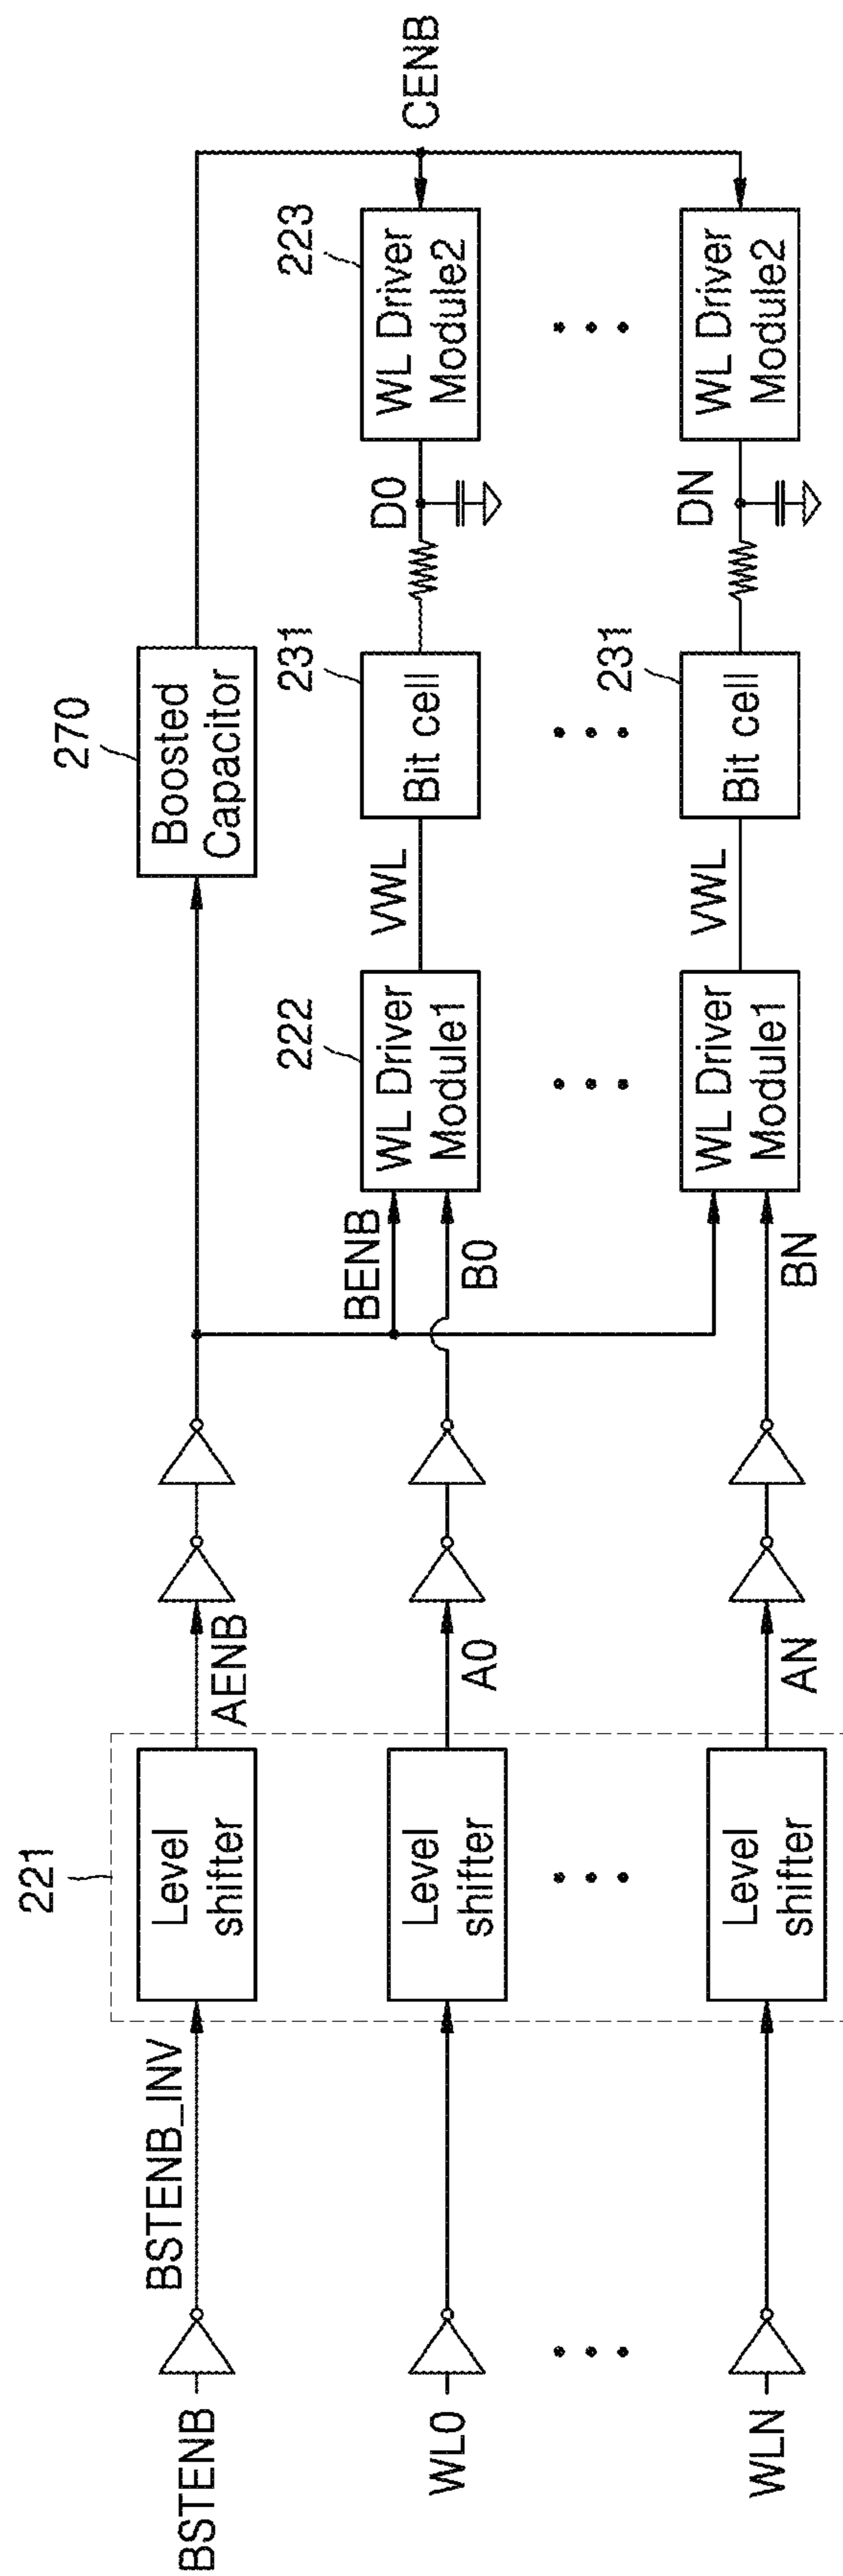 BSTENB
BSTENB_INV
221
Level
shifter
AENB
270
Boosted
Capacitor
CENB
WL0
Level
shifter
A0
BENB
B0
222
WL Driver
Module1
VWL
231
Bit cell
D0
223
WL Driver
Module2
WLN
Level
shifter
AN
BN
WL Driver
Module1
VWL
231
Bit cell
DN
WL Driver
Module2